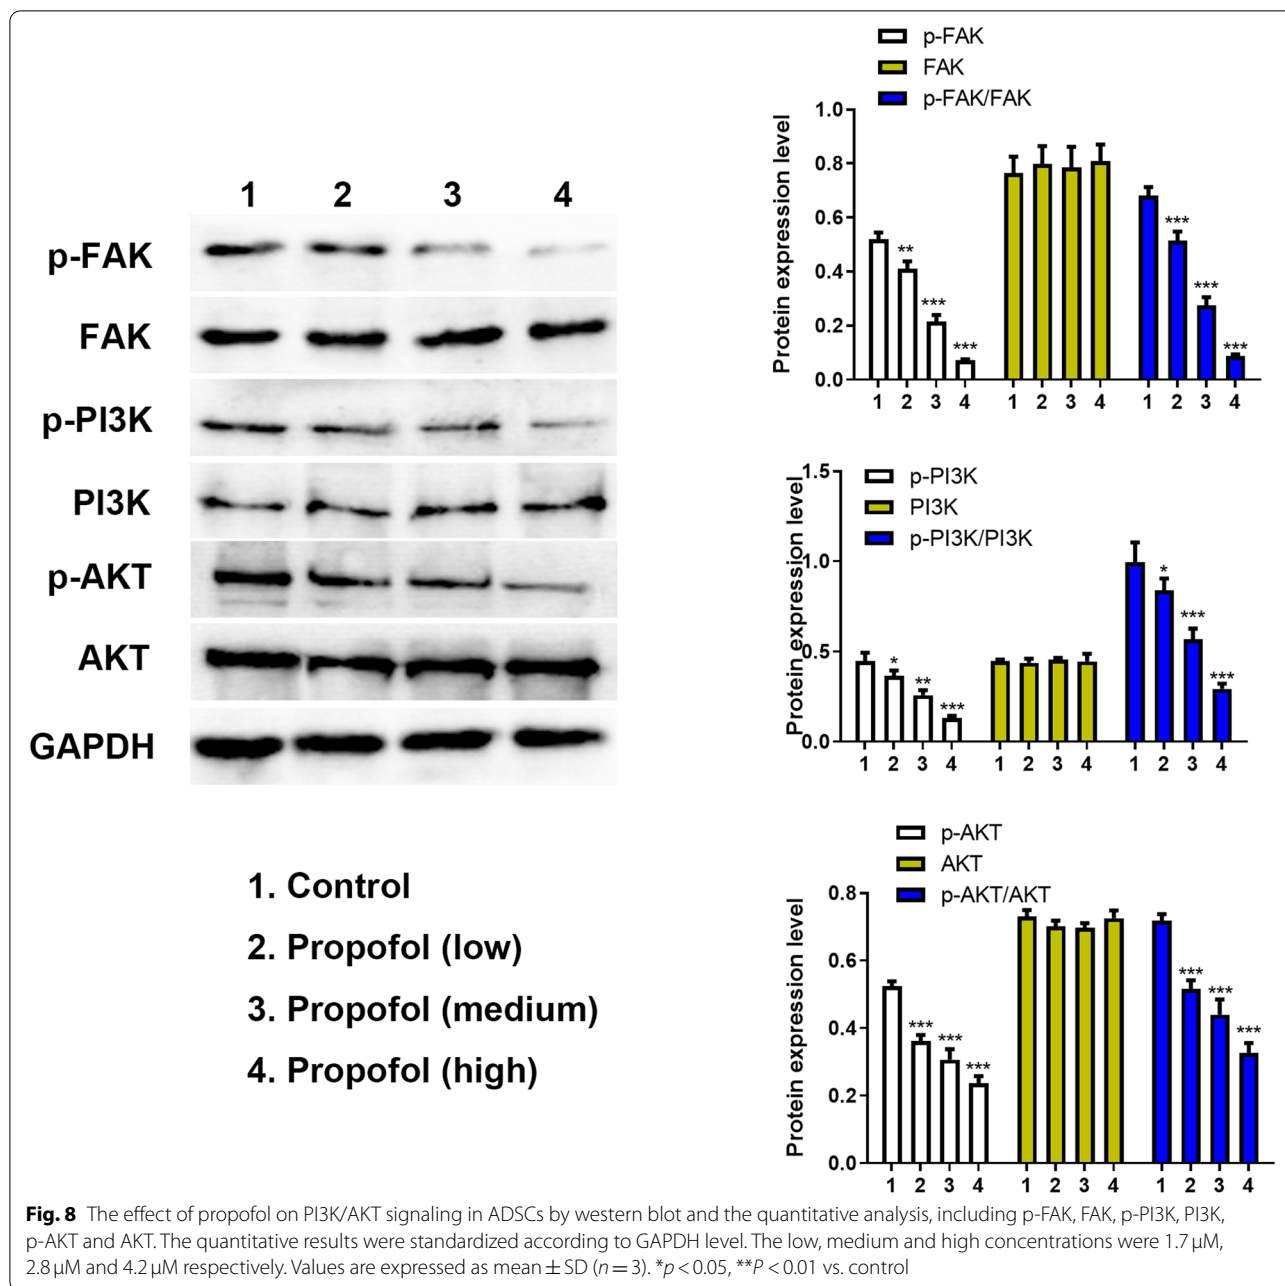 1 2 3 4
p-FAK
FAK
p-PI3K
PI3K
p-AKT
AKT
GAPDH
1. Control
2. Propofol (low)
3. Propofol (medium)
4. Propofol (high)
p-FAK
FAK
p-FAK/FAK
Protein expression level
1.0
0.8
0.6
0.4
0.2
0.0
** *** ***
*** *** ***
1 2 3 4 1 2 3 4 1 2 3 4
p-PI3K
PI3K
p-PI3K/PI3K
Protein expression level
1.5
1.0
0.5
0.0
* ** ***
* *** ***
1 2 3 4 1 2 3 4 1 2 3 4
p-AKT
AKT
p-AKT/AKT
Protein expression level
0.8
0.6
0.4
0.2
0.0
*** *** ***
*** *** ***
1 2 3 4 1 2 3 4 1 2 3 4
Fig. 8 The effect of propofol on PI3K/AKT signaling in ADSCs by western blot and the quantitative analysis, including p-FAK, FAK, p-PI3K, PI3K,
p-AKT and AKT. The quantitative results were standardized according to GAPDH level. The low, medium and high concentrations were 1.7 μM,
2.8 μM and 4.2 μM respectively. Values are expressed as mean ± SD (n = 3). *p < 0.05, **P < 0.01 vs. control